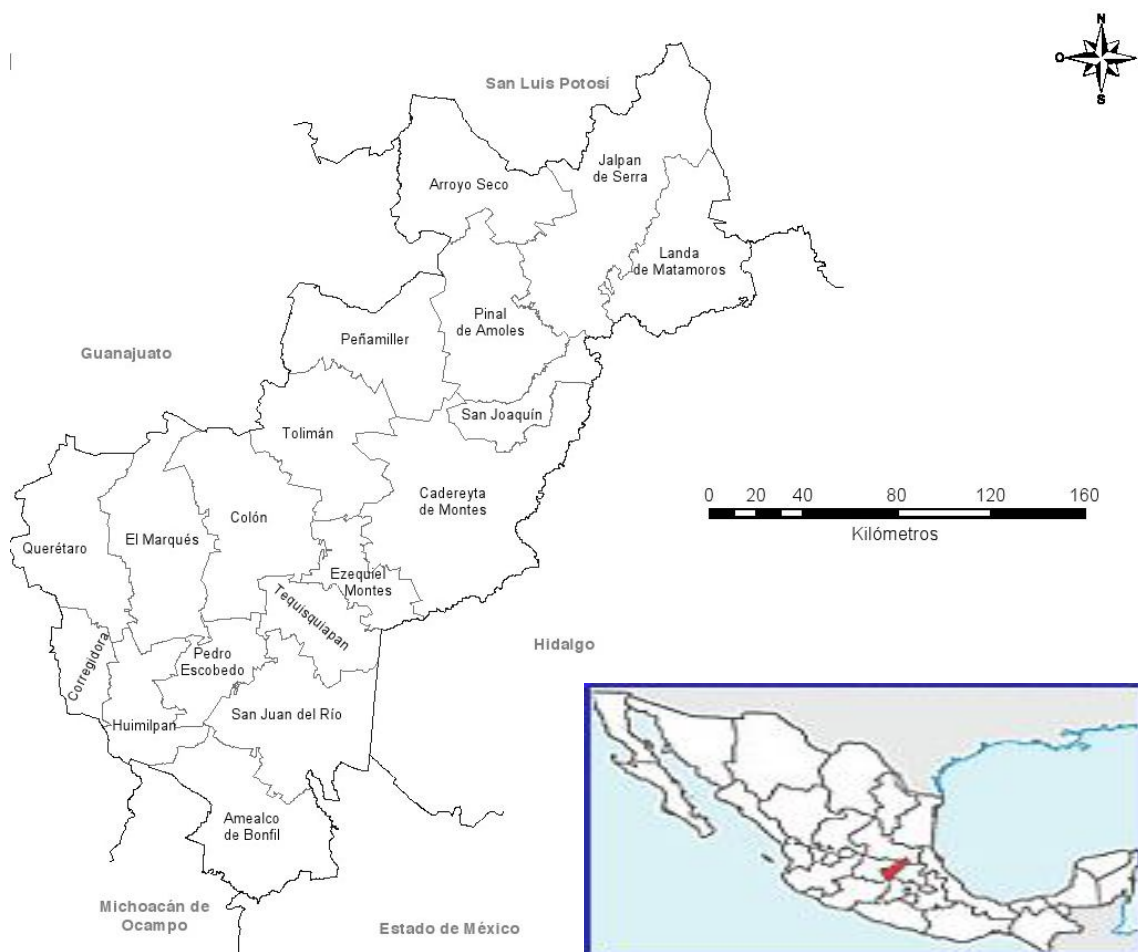 N
O
S
San Luis Potosí
Jalpan
de Serra
Arroyo Seco
Landa
de Matamoros
Pinal
de Amoles
Peñamiller
Guanajuato
San Joaquín
Tolimán
Cadereyta
de Montes
0 20 40 80 120 160
Kilómetros
Colón
El Marqués
Querétaro
Ezequiel
Montes
Tequisquiapan
Corregidora
Pedro
Escobedo
Hidalgo
San Juan del Río
Huimilpan
Amealco
de Bonfil
Michoacán de
Ocampo
Estado de México